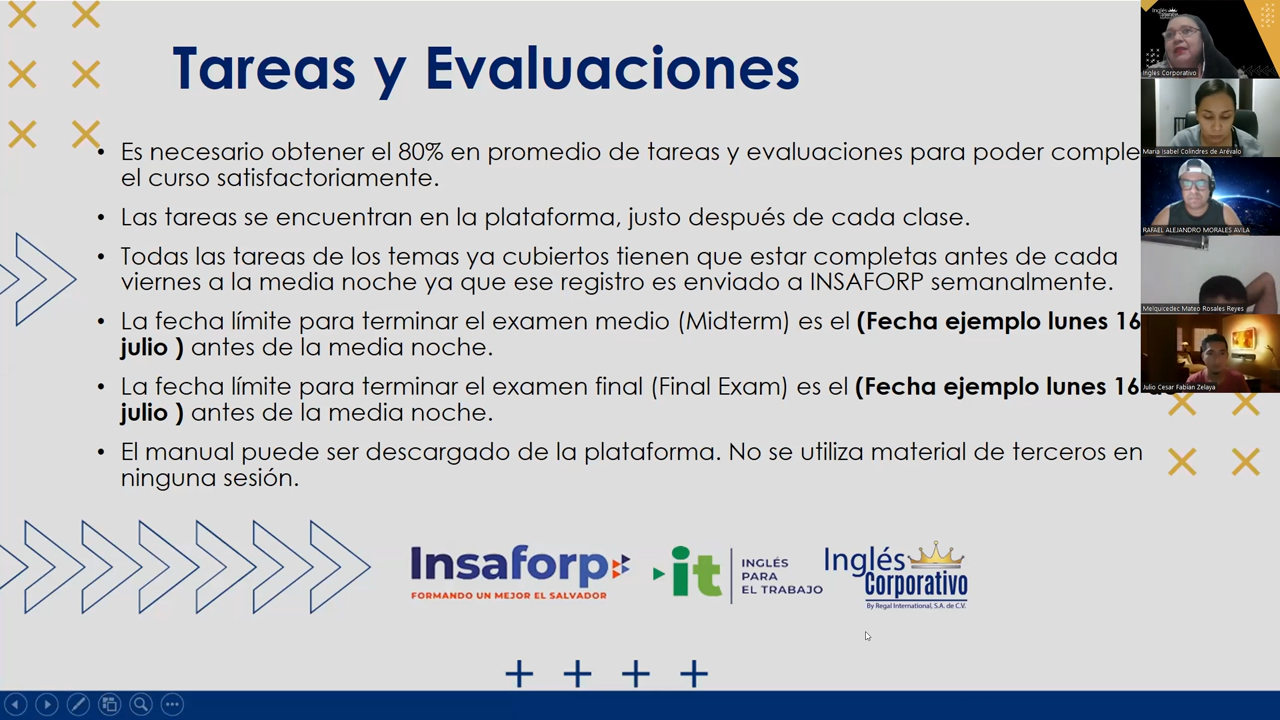 Tareas y Evaluaciones
• Es necesario obtener el 80% en promedio de tareas y evaluaciones para poder comple
el curso satisfactoriamente.
• Las tareas se encuentran en la plataforma, justo después de cada clase.
• Todas las tareas de los temas ya cubiertos tienen que estar completas antes de cada
viernes a la media noche ya que ese registro es enviado a INSAFORP semanalmente.
• La fecha límite para terminar el examen medio (Midterm) es el (Fecha ejemplo lunes 16
julio ) antes de la media noche.
• La fecha límite para terminar el examen final (Final Exam) es el (Fecha ejemplo lunes 16
julio ) antes de la media noche.
• El manual puede ser descargado de la plataforma. No se utiliza material de terceros en
ninguna sesión.
Insaforp
FORMANDO UN MEJOR EL SALVADOR
it
INGLÉS
PARA
EL TRABAJO
Inglés
Corporativo
By Regal International, S.A. de C.V.
Inglés
Inglés Corporativo
Maria Isabel Colindres de Arévalo
RAFAEL ALEJANDRO MORALES AVILA
Melquicedec Mateo Rosales Reyes
Julio Cesar Fabian Zelaya